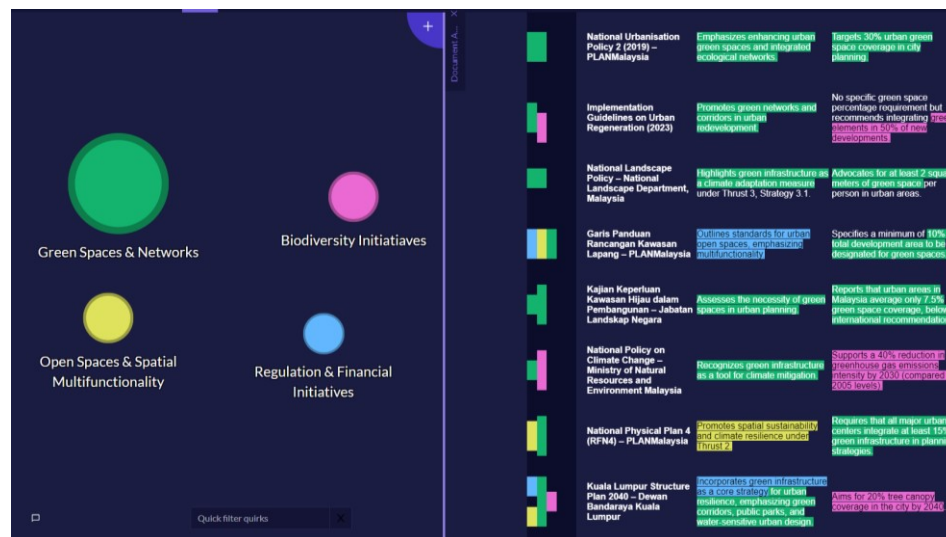 +
Document A... X
Green Spaces & Networks
Biodiversity Initiatiaves
Open Spaces & Spatial
Multifunctionality
Regulation & Financial
Initiatives
Quick filter quirks X
National Urbanisation
Policy 2 (2019) –
PLANMalaysia
Emphasizes enhancing urban
green spaces and integrated
ecological networks.
Targets 30% urban green
space coverage in city
planning.
Implementation
Guidelines on Urban
Regeneration (2023)
Promotes green networks and
corridors in urban
redevelopment.
No specific green space
percentage requirement but
recommends integrating
elements in 50% of new
developments.
National Landscape
Policy – National
Landscape Department,
Malaysia
Highlights green infrastructure as
a climate adaptation measure
under Thrust 3, Strategy 3.1.
Advocates for at least 2
meters of green space per
person in urban areas.
Garis Panduan
Rancangan Kawasan
Lapang – PLANMalaysia
Outlines standards for urban
open spaces, emphasizing
multifunctionality.
Specifies a minimum of 10%
total development area to be
designated for green spaces
Kajian Keperluan
Kawasan Hijau dalam
Pembangunan – Jabatan
Landskap Negara
Assesses the necessity of green
spaces in urban planning.
Reports that urban areas in
Malaysia average only 7.5%
green space coverage, below
international
National Policy on
Climate Change –
Ministry of Natural
Resources and
Environment Malaysia
Recognizes green infrastructure
as a tool for climate mitigation.
Supports a 40% reduction in
greenhouse gas emissions
intensity by 2030 (compared
2005 levels).
National Physical Plan 4
(RFN4) – PLANMalaysia
Promotes spatial sustainability
and climate resilience under
Thrust 2.
Requires that all major urban
centers integrate at least 15%
green infrastructure in
strategies.
Kuala Lumpur Structure
Plan 2040 – Dewan
Bandaraya Kuala
Lumpur
Incorporates green infrastructure
as a core strategy for urban
resilience, emphasizing green
corridors, public parks, and
water-sensitive urban design.
Aims for 20% tree canopy
coverage in the city by 2040.